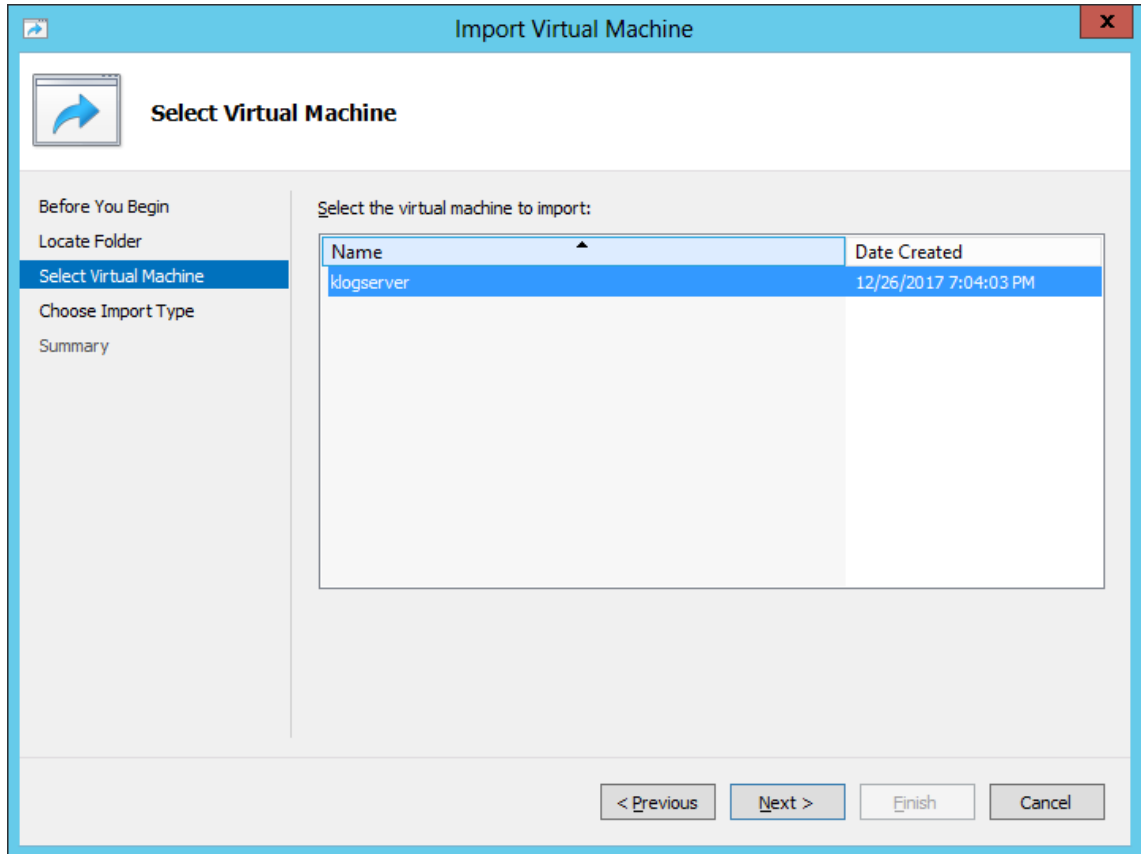 Import Virtual Machine
x
Select Virtual Machine
Before You Begin
Locate Folder
Select Virtual Machine
Choose Import Type
Summary
Select the virtual machine to import:
Name Date Created
klogserver 12/26/2017 7:04:03 PM
< Previous Next > Finish Cancel